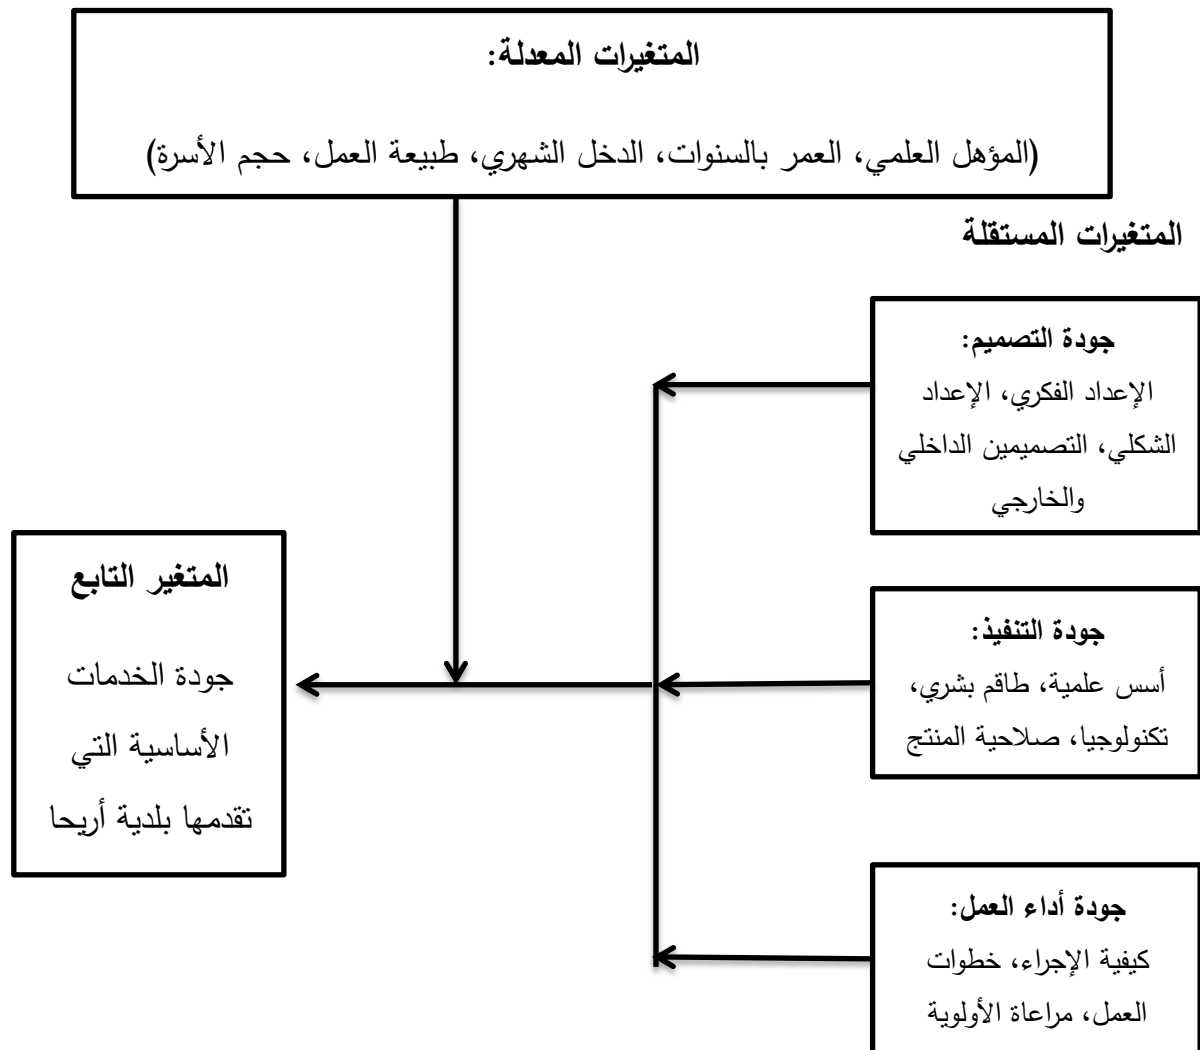 المتغيرات المعدلة:
(المؤهل العلمي، العمر بالسنوات، الدخل الشهري، طبيعة العمل، حجم الأسرة)
المتغيرات المستقلة
جودة التصميم:
الإعداد الفكري، الإعداد
الشكلي، التصميمين الداخلي
والخارجي
جودة التنفيذ:
أسس علمية، طاقم بشري،
تكنولوجيا، صلاحية المنتج
جودة أداء العمل:
كيفية الإجراء، خطوات
العمل، مراعاة الأولوية
المتغير التابع
جودة الخدمات
الأساسية التي
تقدمها بلدية أريحا